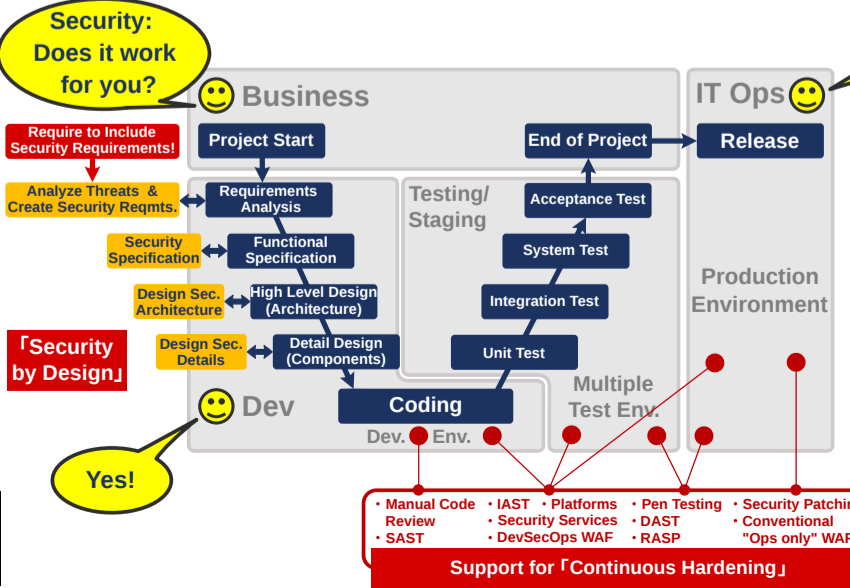 Security:
Does it work
for you?
Business
IT Ops
Require to Include
Security Requirements!
Project Start
End of Project
Release
Analyze Threats &
Create Security Reqmts.
Requirements
Analysis
Testing/
Staging
Acceptance Test
Security
Specification
Functional
Specification
System Test
Production
Environment
Design Sec.
Architecture
High Level Design
(Architecture)
Integration Test
「Security
by Design」
Design Sec.
Details
Detail Design
(Components)
Unit Test
Multiple
Test Env.
Dev
Coding
Dev. Env.
Yes!
・Manual Code
Review
・SAST
・IAST ・Platforms
・Security Services
・DevSecOps WAF
・Pen Testing
・DAST
・RASP
・Security Patchin
・Conventional
"Ops only" WAF
Support for「Continuous Hardening」